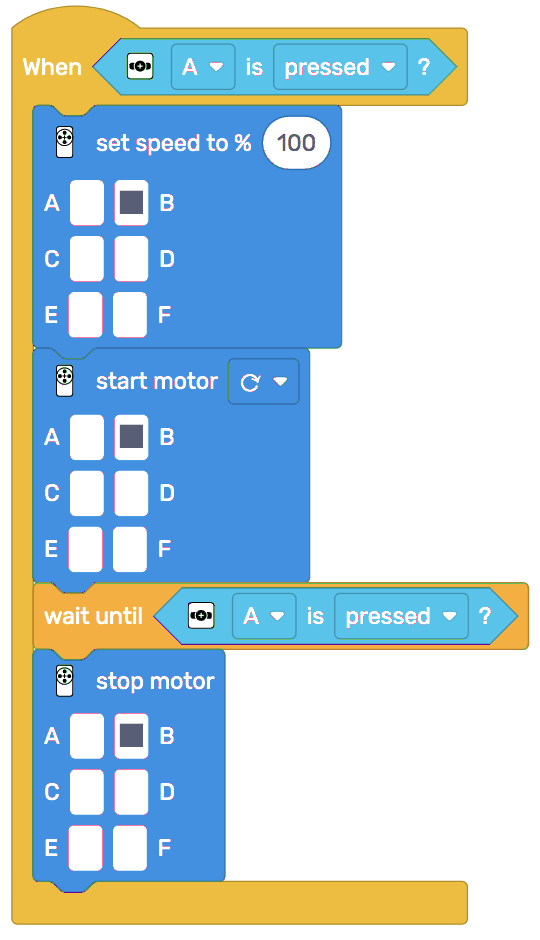 When A is pressed ?
set speed to % 100
A B
C D
E F
start motor
A B
C D
E F
wait until A is pressed ?
stop motor
A B
C D
E F